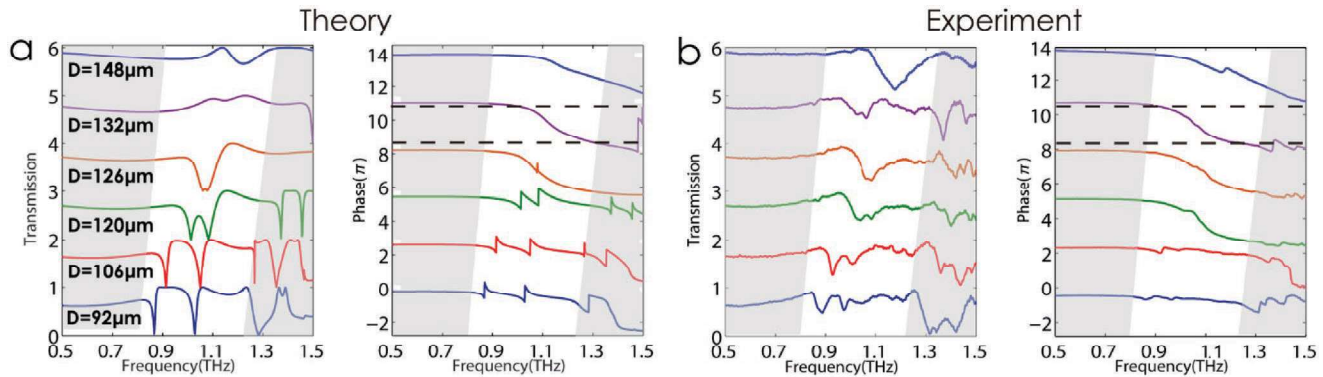 Theory
Experiment
a
b
6
5
4
3
2
1
0
Transmission
D=148μm
D=132μm
D=126μm
D=120μm
D=106μm
D=92μm
0.5 0.7 0.9 1.1 1.3 1.5
Frequency(THz)
14
12
10
8
6
4
2
0
−2
Phase(π)
0.5 0.7 0.9 1.1 1.3 1.5
Frequency(THz)
6
5
4
3
2
1
0
Transmission
0.5 0.7 0.9 1.1 1.3 1.5
Frequency(THz)
14
12
10
8
6
4
2
0
−2
Phase(π)
0.5 0.7 0.9 1.1 1.3 1.5
Frequency(THz)